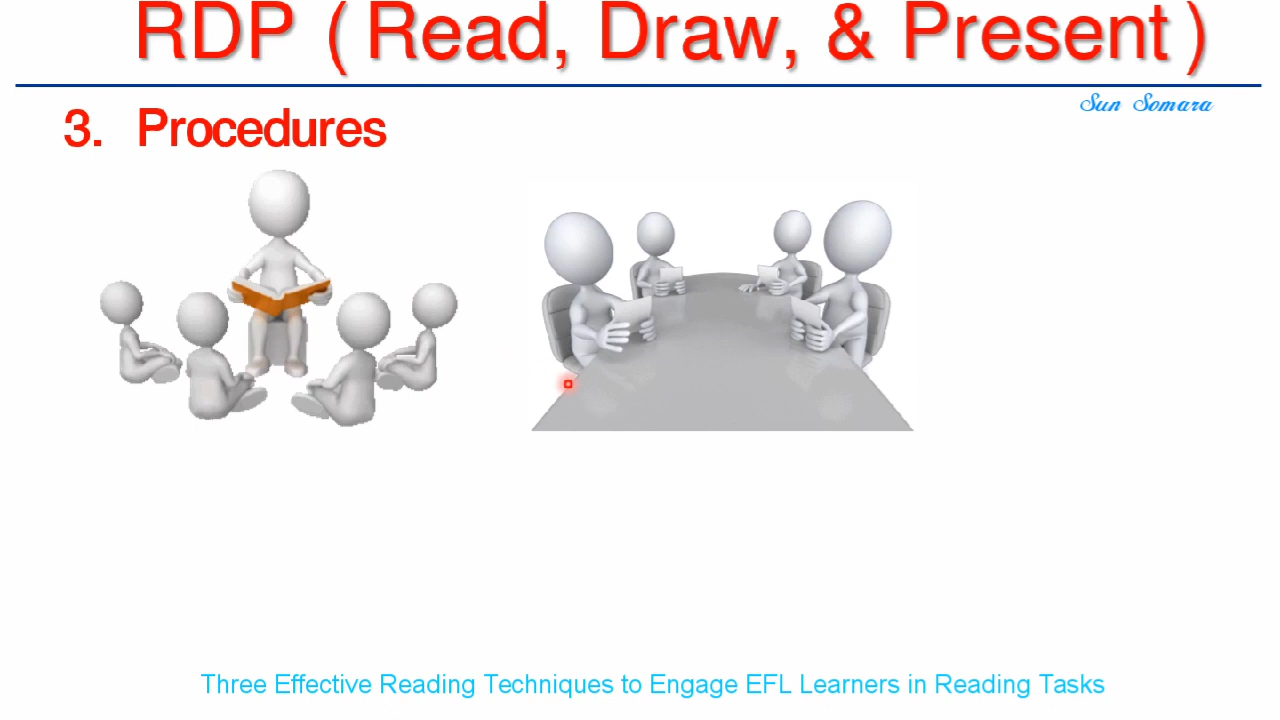 RDP ( Read, Draw, & Present )
Sun Somara
3. Procedures
Three Effective Reading Techniques to Engage EFL Learners in Reading Tasks